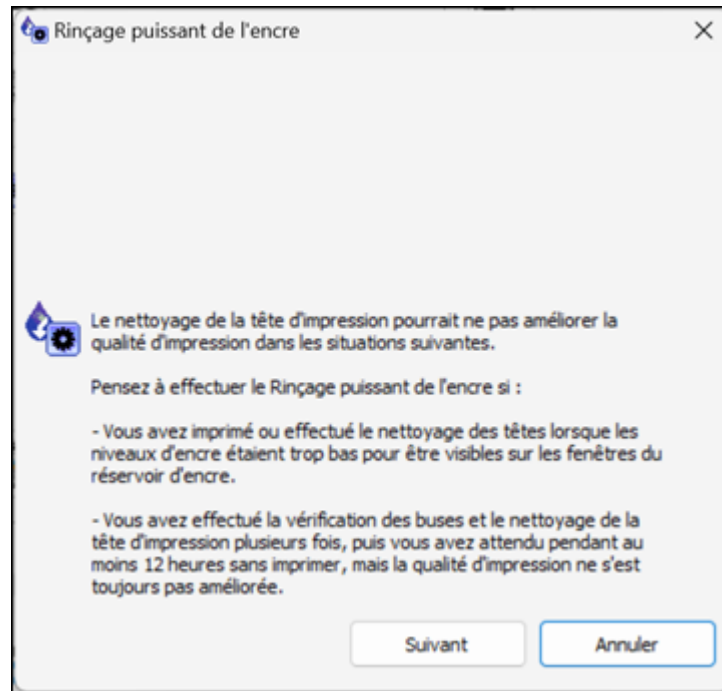 Rinçage puissant de l'encre
Le nettoyage de la tête d'impression pourrait ne pas améliorer la
qualité d'impression dans les situations suivantes.
Pensez à effectuer le Rinçage puissant de l'encre si :
- Vous avez imprimé ou effectué le nettoyage des têtes lorsque les
niveaux d'encre étaient trop bas pour être visibles sur les fenêtres du
réservoir d'encre.
- Vous avez effectué la vérification des buses et le nettoyage de la
tête d'impression plusieurs fois, puis vous avez attendu pendant au
moins 12 heures sans imprimer, mais la qualité d'impression ne s'est
toujours pas améliorée.
Suivant
Annuler